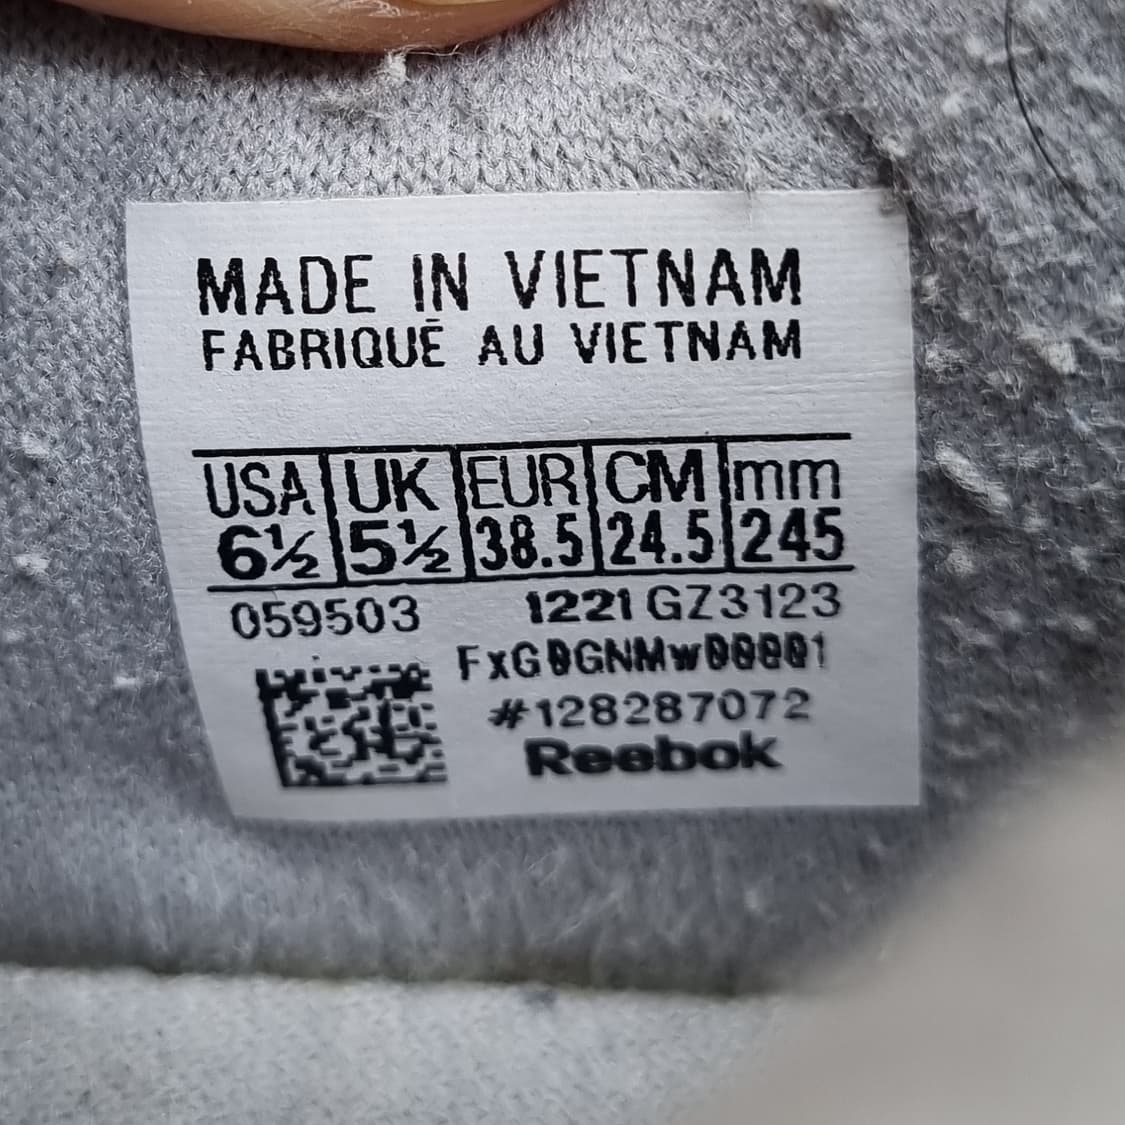 MADE IN VIETNAM
FABRIQUÉ AU VIETNAM
USA UK EUR CM mm
6½ 5½ 38.5 24.5 245
059503 1221 GZ3123
#128287072
Reebok